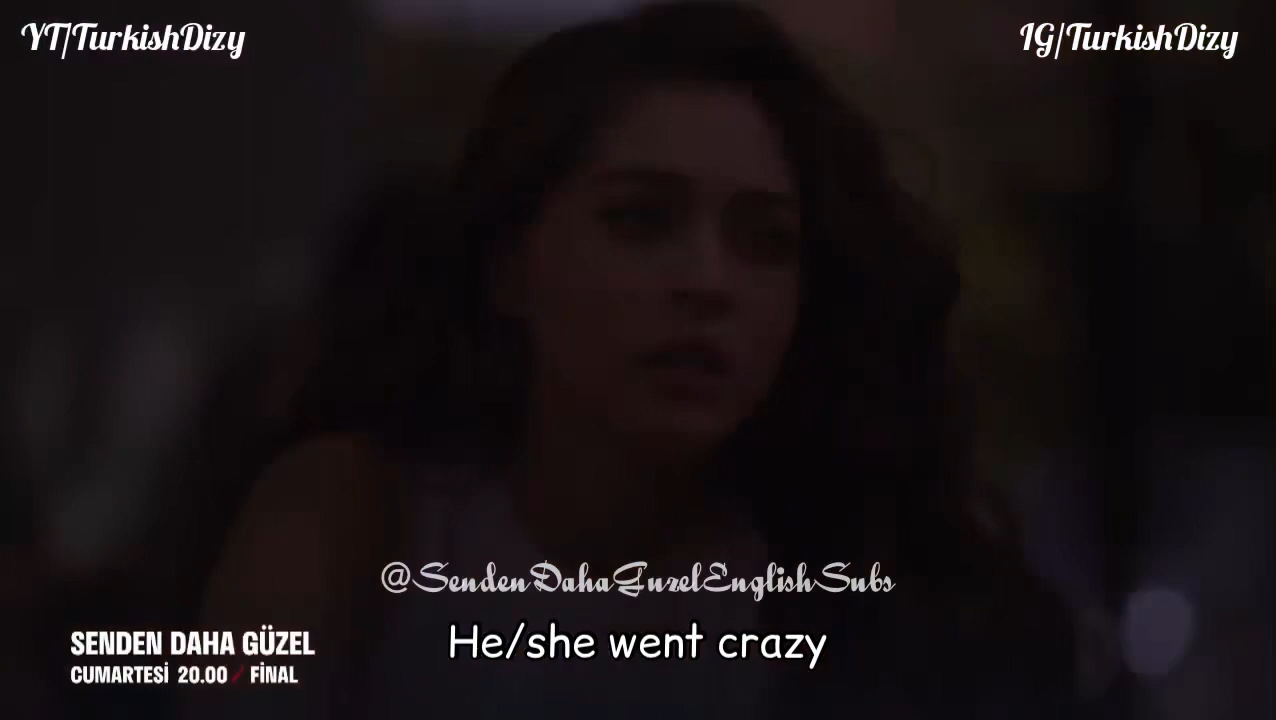 YT/TurkishDizy
IG/TurkishDizy
@SendenDahaGuzelEnglishSubs
He/she went crazy
SENDEN DAHA GÜZEL
CUMARTESİ 20.00 / FİNAL